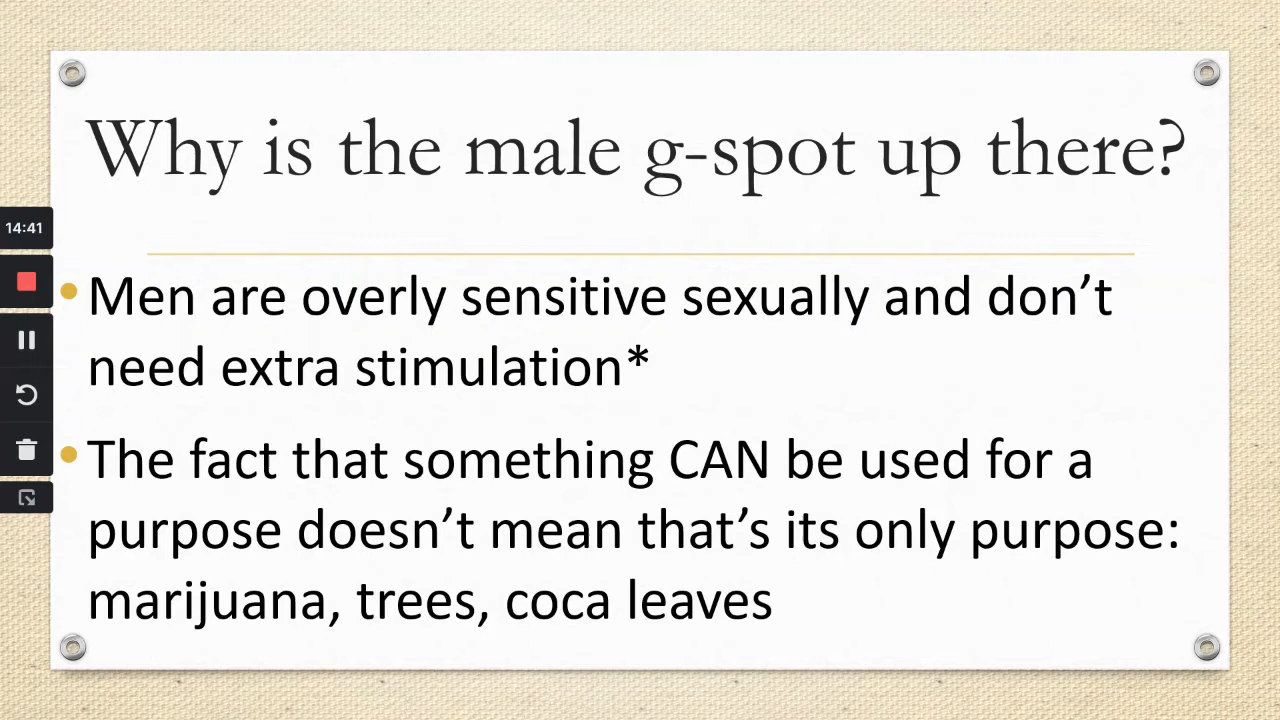 Why is the male g-spot up there?
14:41
• Men are overly sensitive sexually and don’t
need extra stimulation*
• The fact that something CAN be used for a
purpose doesn’t mean that’s its only purpose:
marijuana, trees, coca leaves